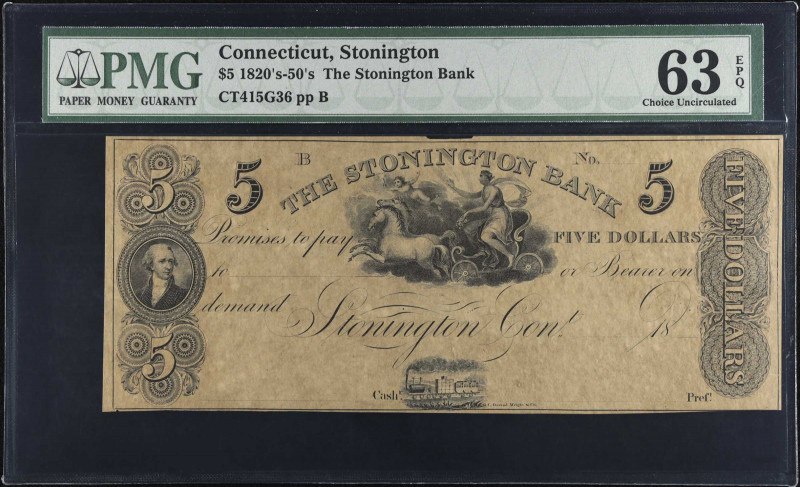 PMG
PAPER MONEY GUARANTY
Connecticut, Stonington
$5 1820's-50's The Stonington Bank
CT415G36 pp B
63 EPQ
Choice Uncirculated
5 5 B No. 5
THE STONINGTON BANK
Promises to pay FIVE DOLLARS
to or Bearer on
demand
Stonington Con! 18
5
Cash! Pres!
FIVE DOLLARS